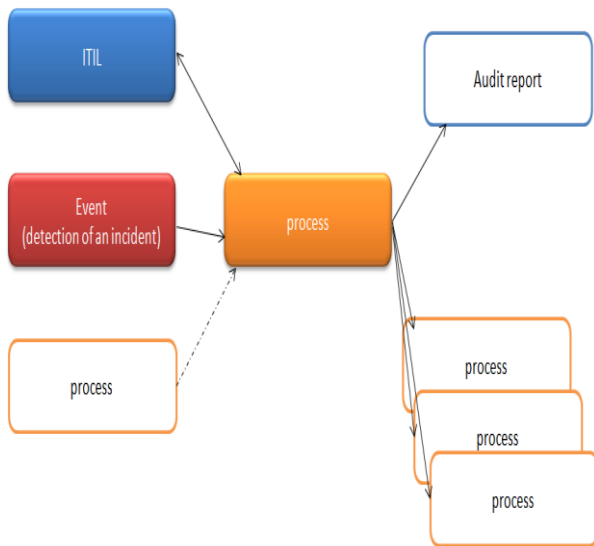 ITIL
Audit report
Event
(detection of an incident)
process
process
process
process
process